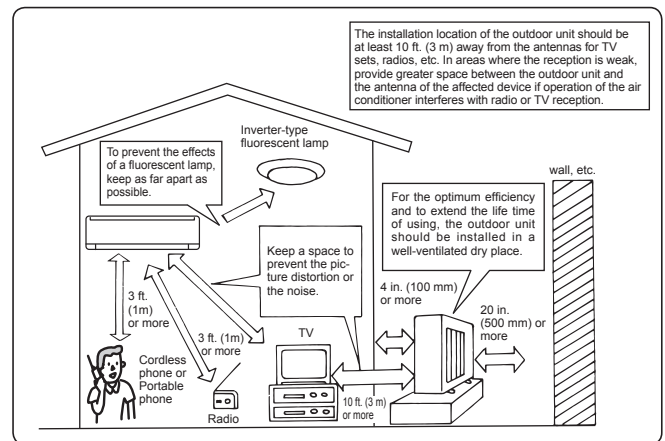 The installation location of the outdoor unit should be
at least 10 ft. (3 m) away from the antennas for TV
sets, radios, etc. In areas where the reception is weak,
provide greater space between the outdoor unit and
the antenna of the affected device if operation of the air
conditioner interferes with radio or TV reception.
Inverter-type
fluorescent lamp
To prevent the effects
of a fluorescent lamp,
keep as far apart as
possible.
wall, etc.
For the optimum efficiency
and to extend the life time
of using, the outdoor unit
should be installed in a
well-ventilated dry place.
Keep a space to
prevent the pic-
ture distortion or
the noise.
4 in. (100 mm)
or more
20 in.
(500 mm) or
more
3 ft.
(1m)
or more
3 ft. (1m)
or more
TV
Cordless
phone or
Portable
phone
Radio
10 ft. (3 m)
or more